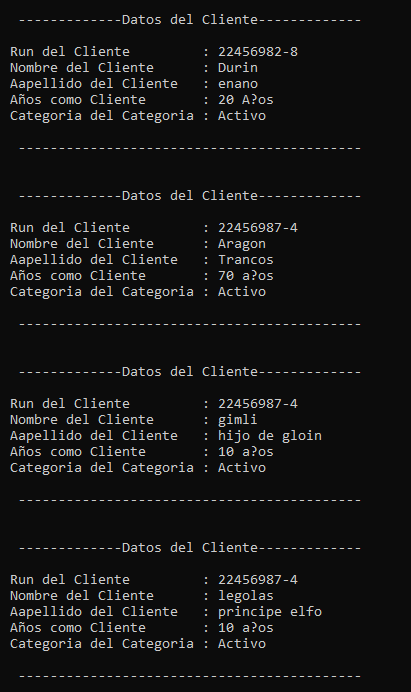 -------------Datos del Cliente-------------
Run del Cliente         : 22456982-8
Nombre del Cliente      : Durin
Aapellido del Cliente   : enano
Años como Cliente       : 20 A?os
Categoria del Categoria : Activo
-------------------------------------------
-------------Datos del Cliente-------------
Run del Cliente         : 22456987-4
Nombre del Cliente      : Aragon
Aapellido del Cliente   : Trancos
Años como Cliente       : 70 a?os
Categoria del Categoria : Activo
-------------------------------------------
-------------Datos del Cliente-------------
Run del Cliente         : 22456987-4
Nombre del Cliente      : gimli
Aapellido del Cliente   : hijo de gloin
Años como Cliente       : 10 a?os
Categoria del Categoria : Activo
-------------------------------------------
-------------Datos del Cliente-------------
Run del Cliente         : 22456987-4
Nombre del Cliente      : legolas
Aapellido del Cliente   : principe elfo
Años como Cliente       : 10 a?os
Categoria del Categoria : Activo
-------------------------------------------